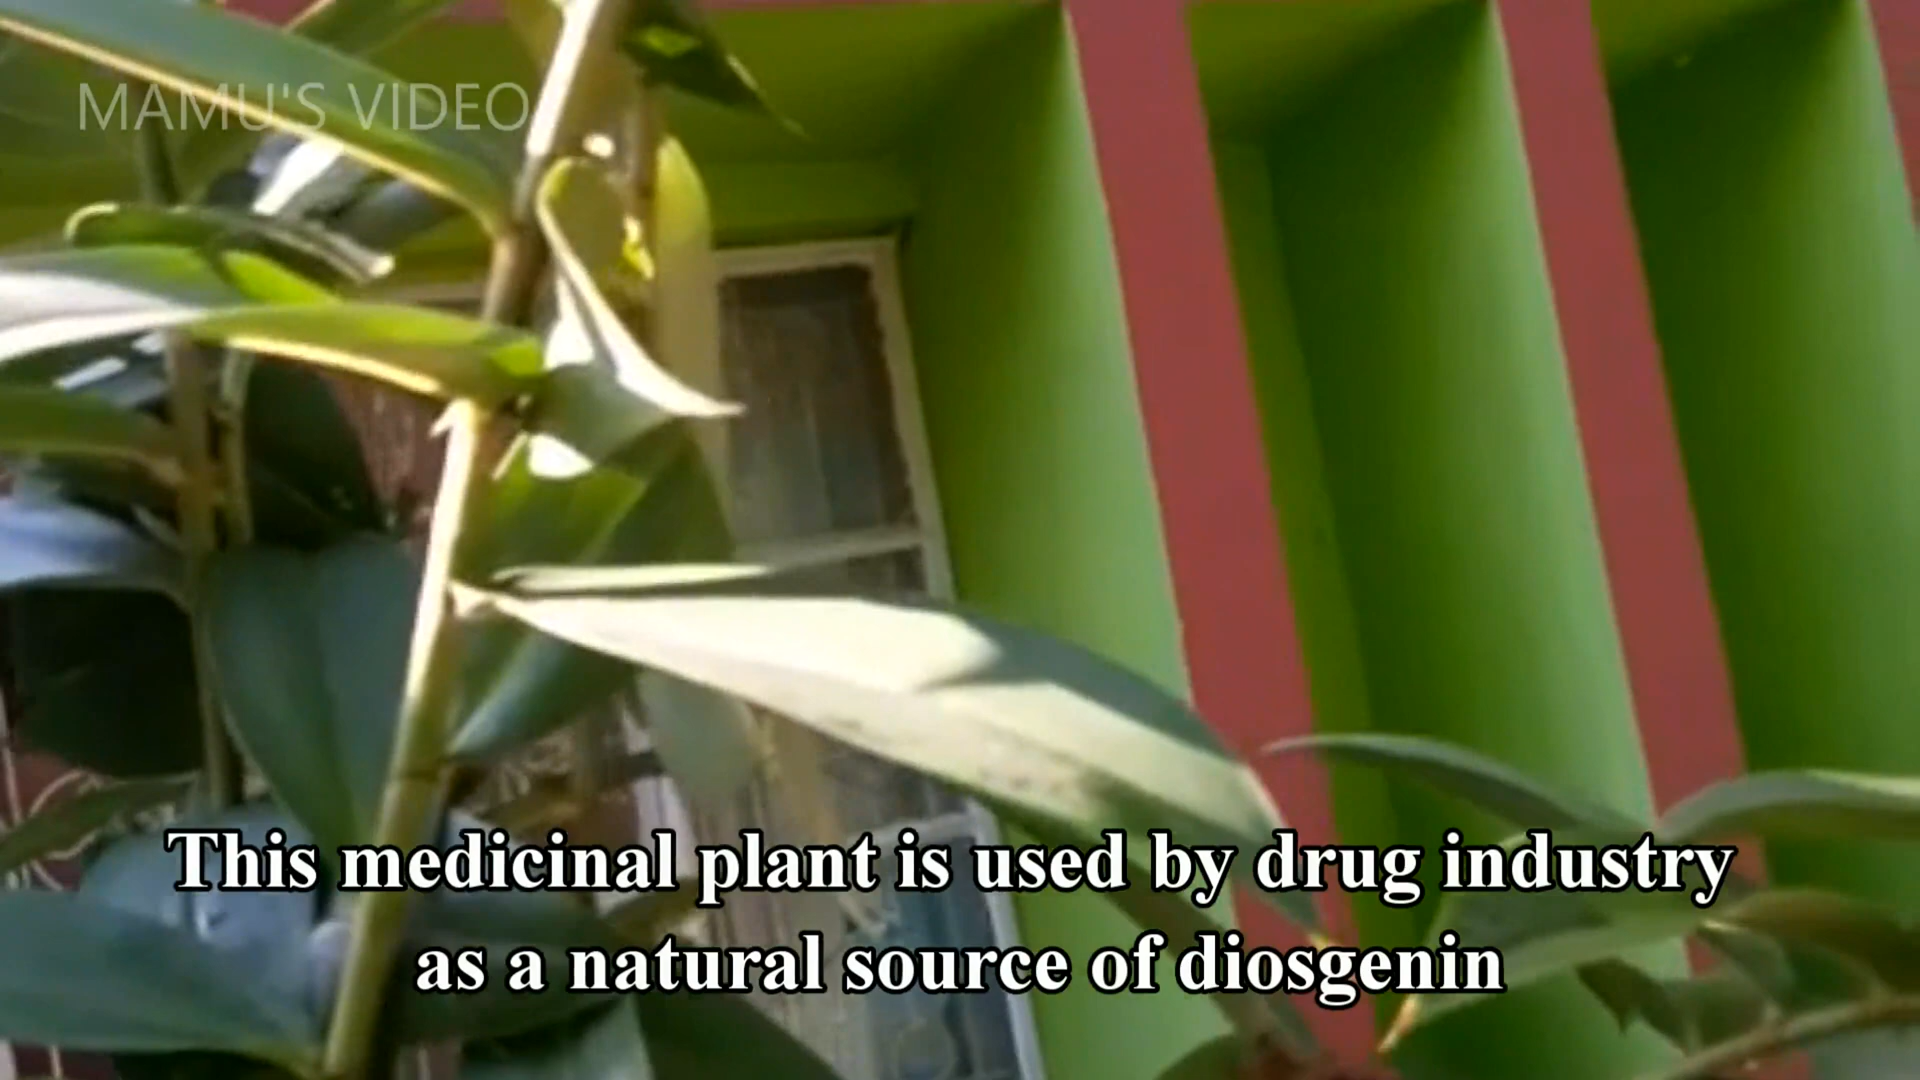 MAMU'S VIDEO
This medicinal plant is used by drug industry
as a natural source of diosgenin